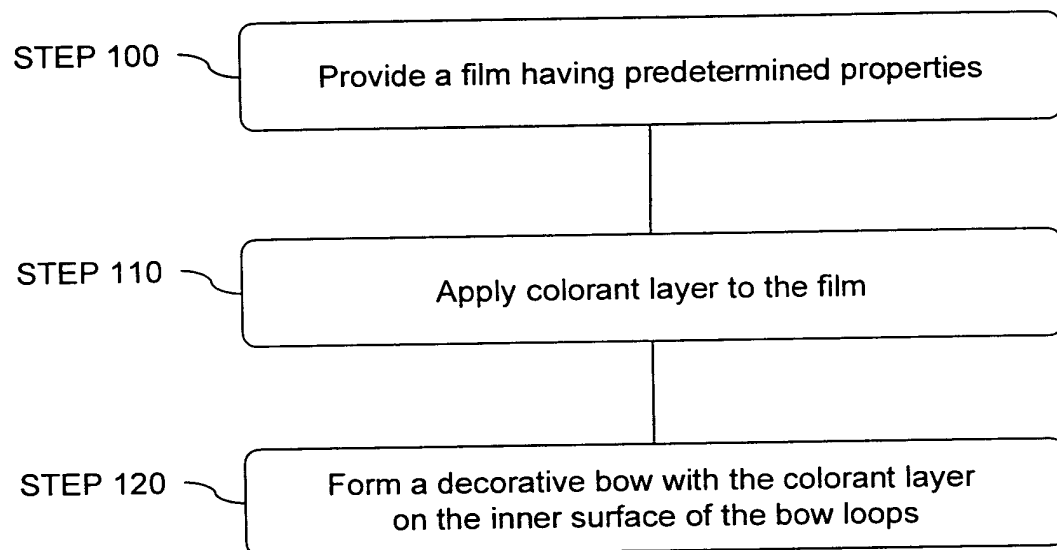 STEP 100
Provide a film having predetermined properties
STEP 110
Apply colorant layer to the film
STEP 120
Form a decorative bow with the colorant layer
on the inner surface of the bow loops